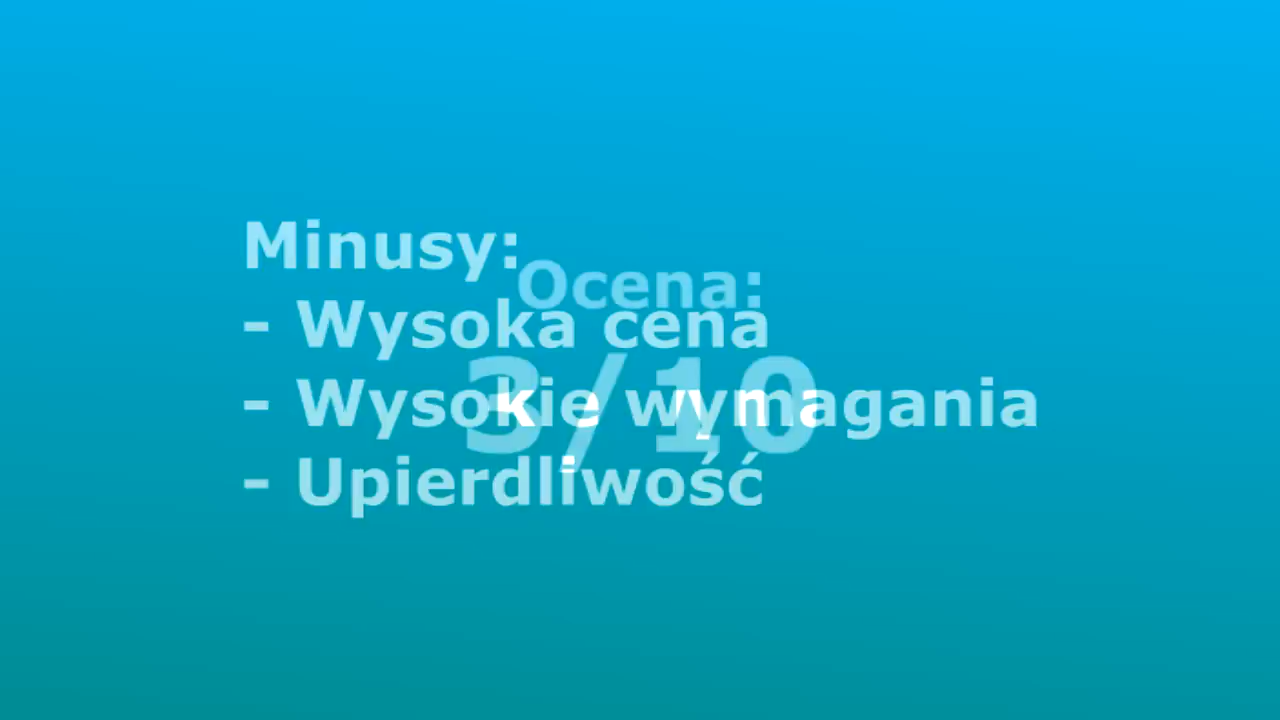 Minusy:
- Wysoka cena
- Wysokie wymagania
- Upierdliwość
Ocena:
3/10